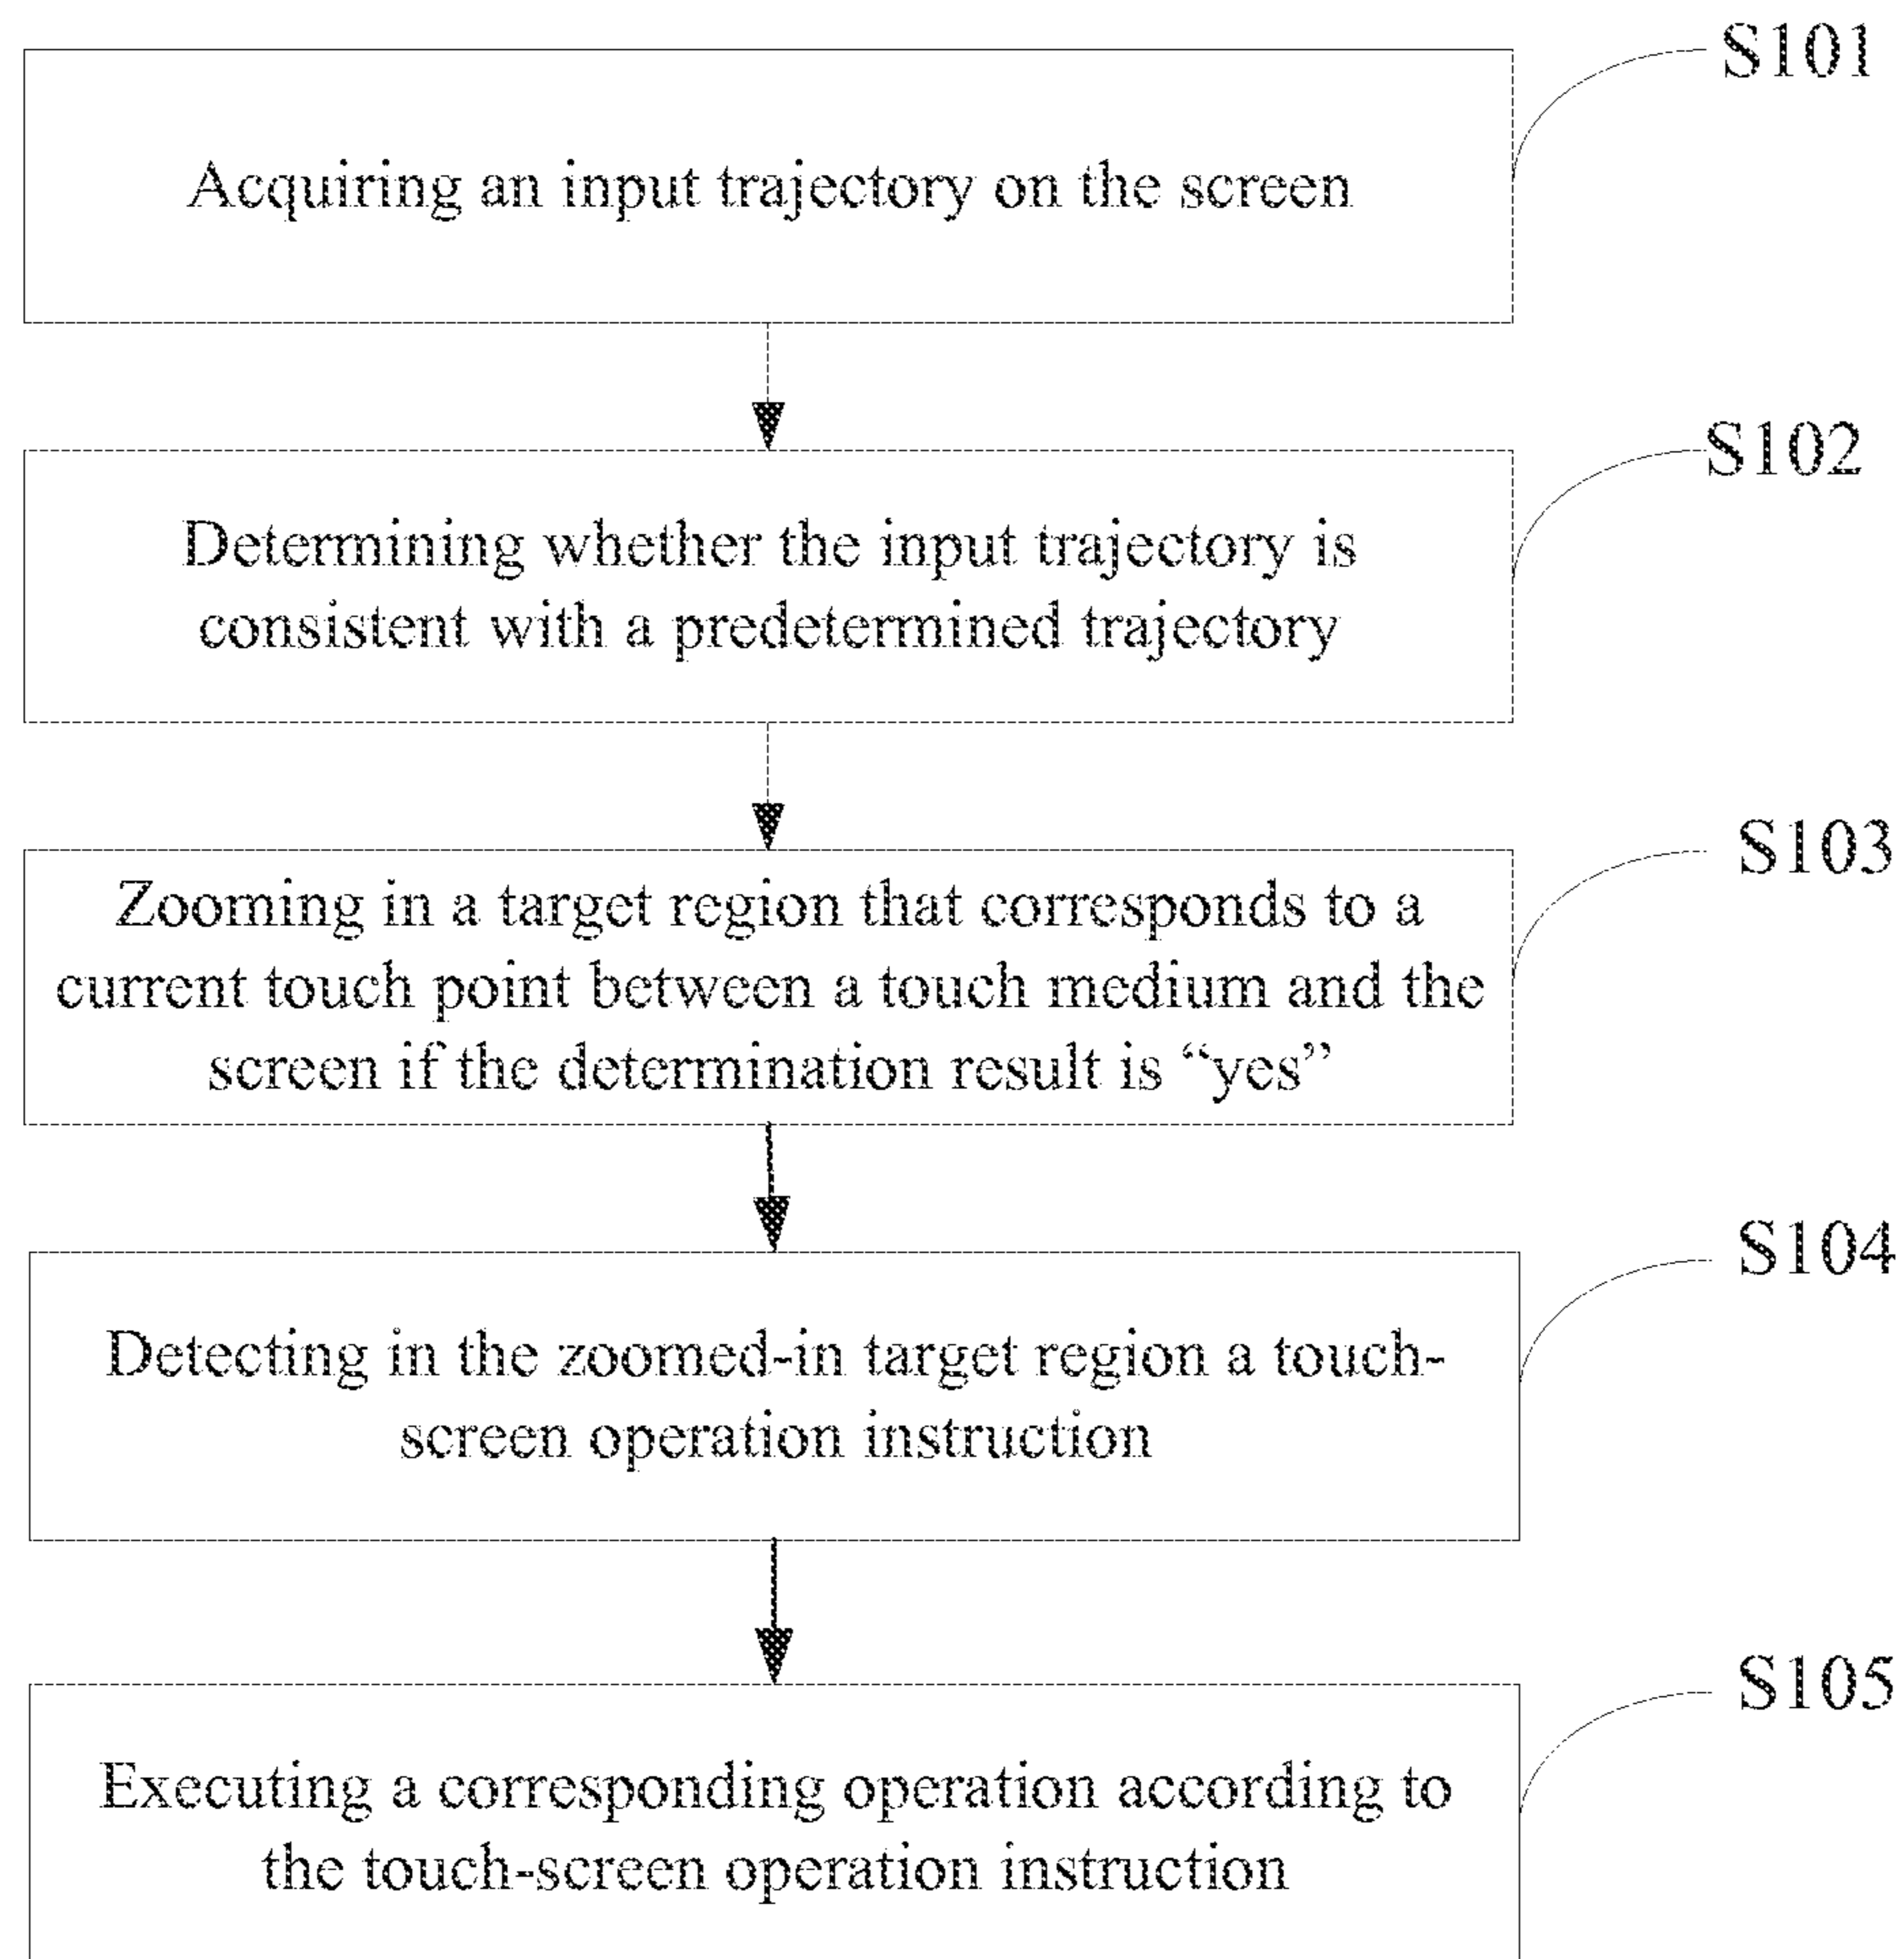 S101
Acquiring an input trajectory on the screen
S102
Determining whether the input trajectory is
consistent with a predetermined trajectory
S103
Zooming in a target region that corresponds to a
current touch point between a touch medium and the
screen if the determination result is “yes”
S104
Detecting in the zoomed-in target region a touch-
screen operation instruction
S105
Executing a corresponding operation according to
the touch-screen operation instruction